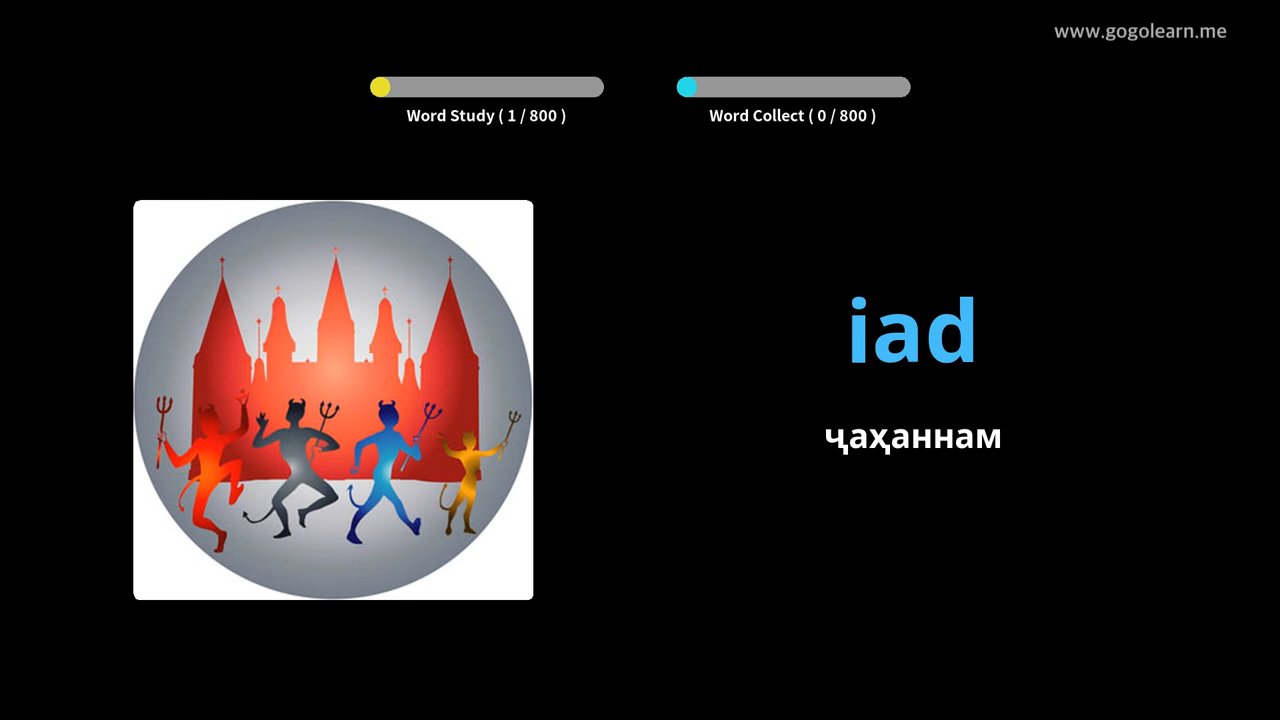 www.gogolearn.me
Word Study ( 1 / 800 )
Word Collect ( 0 / 800 )
iad
ҷаҳаннам